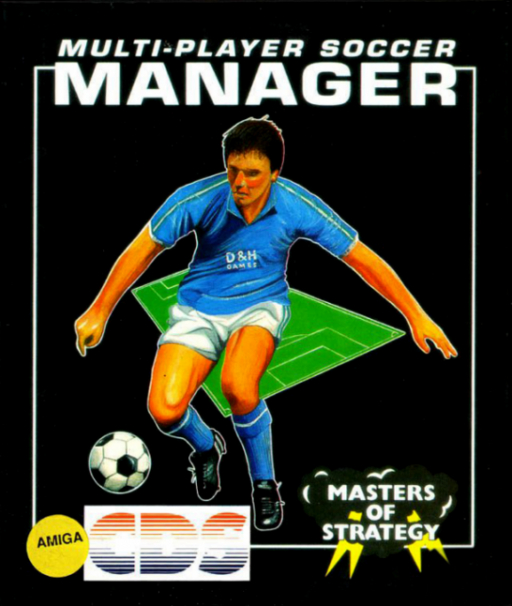 MULTI-PLAYER SOCCER
MANAGER
D&H
GAMES
MASTERS
OF
STRATEGY
AMIGA
CDS